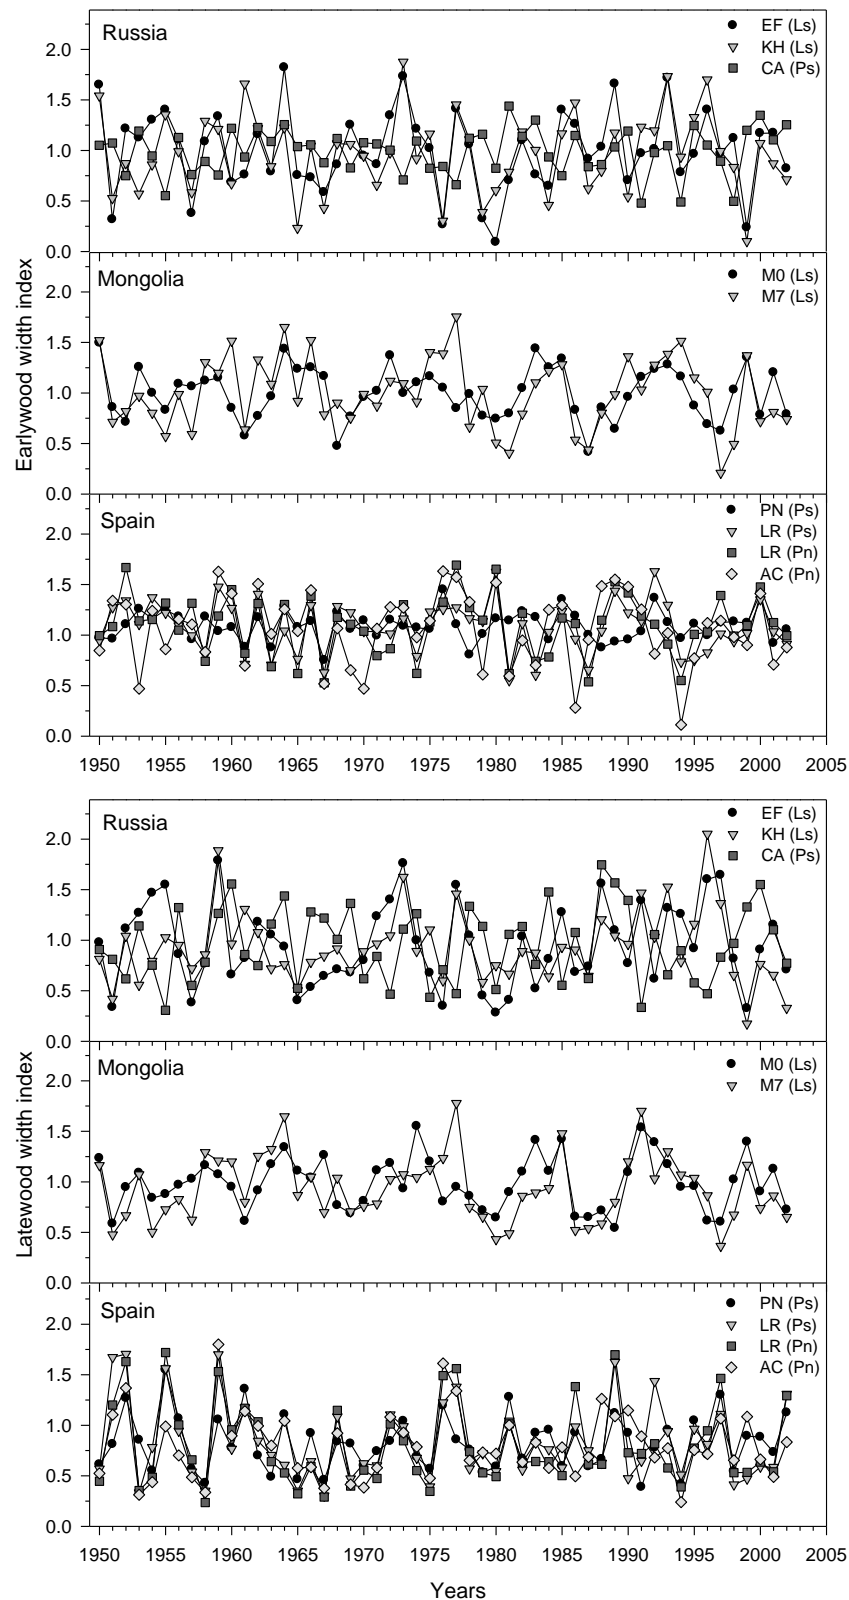 Russia
EF (Ls)
KH (Ls)
CA (Ps)
2.0
1.5
1.0
0.5
0.0
Mongolia
M0 (Ls)
M7 (Ls)
2.0
1.5
1.0
0.5
0.0
Earlywood width index
Spain
PN (Ps)
LR (Ps)
LR (Pn)
AC (Pn)
2.0
1.5
1.0
0.5
0.0
1950 1955 1960 1965 1970 1975 1980 1985 1990 1995 2000 2005
Russia
EF (Ls)
KH (Ls)
CA (Ps)
2.0
1.5
1.0
0.5
0.0
Mongolia
M0 (Ls)
M7 (Ls)
2.0
1.5
1.0
0.5
0.0
Latewood width index
Spain
PN (Ps)
LR (Ps)
LR (Pn)
AC (Pn)
2.0
1.5
1.0
0.5
0.0
1950 1955 1960 1965 1970 1975 1980 1985 1990 1995 2000 2005
Years